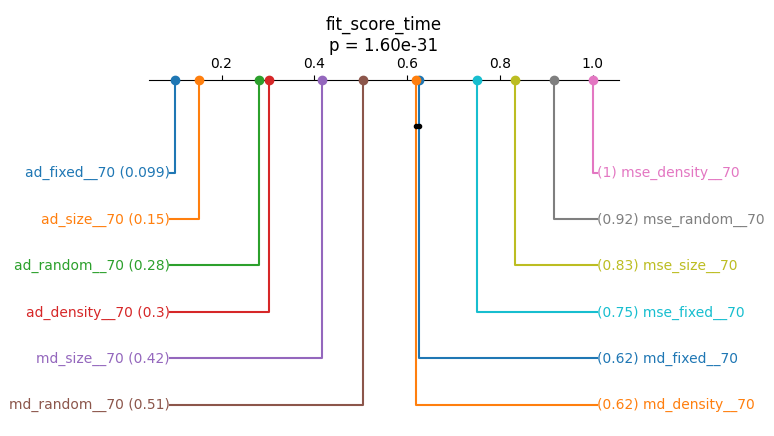 fit_score_time
p = 1.60e-31
0.2 0.4 0.6 0.8 1.0
ad_fixed__70 (0.099) (1) mse_density__70
ad_size__70 (0.15) (0.92) mse_random__70
ad_random__70 (0.28) (0.83) mse_size__70
ad_density__70 (0.3) (0.75) mse_fixed__70
md_size__70 (0.42) (0.62) md_fixed__70
md_random__70 (0.51) (0.62) md_density__70